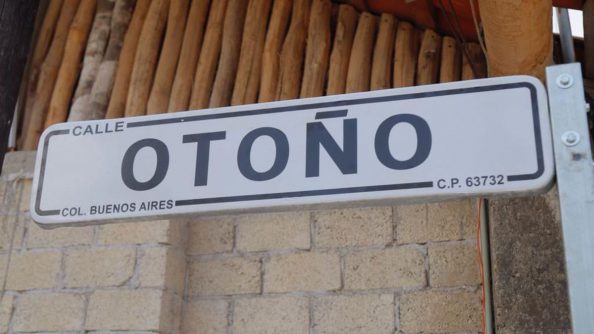 CALLE
OTOÑO
COL. BUENOS AIRES
C.P. 63732